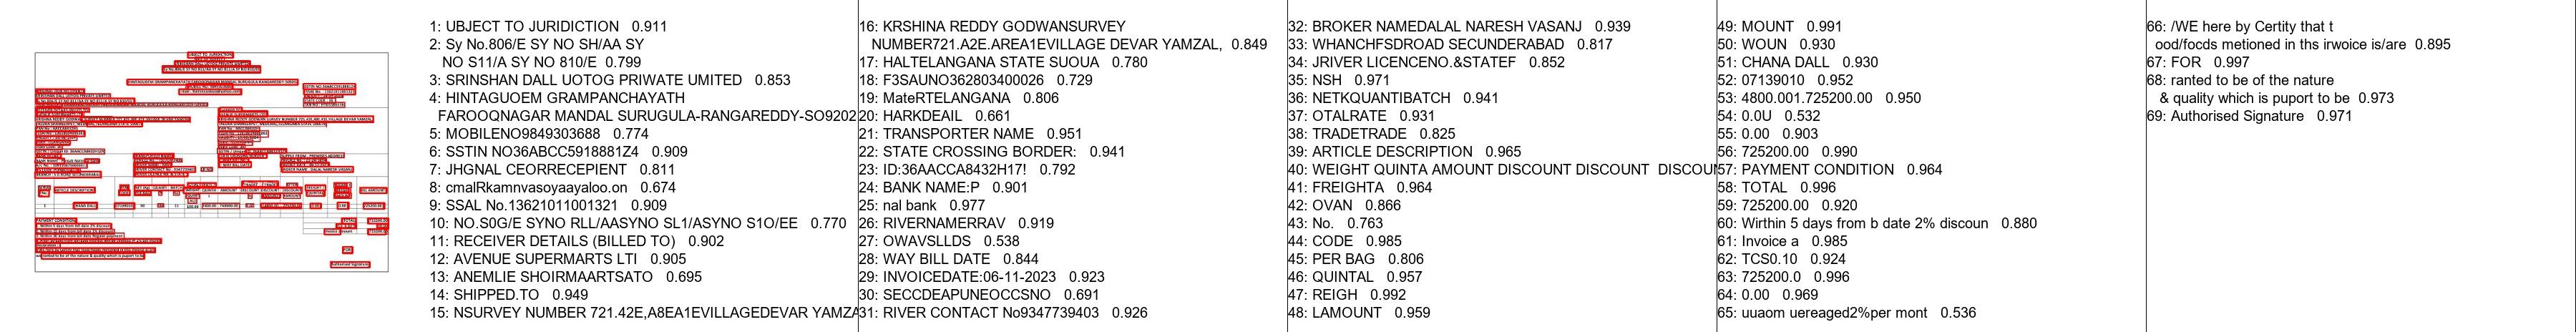 1: UBJECT TO JURIDICTION 0.911
2: Sy No.806/E SY NO SH/AA SY
NO S11/A SY NO 810/E 0.799
3: SRINSHAN DALL UOTOG PRIWATE UMITED 0.853
4: HINTAGUOEM GRAMPANCHAYATH
FAROOQNAGAR MANDAL SURUGULA-RANGAREDDY-SO9202
5: MOBILENO9849303688 0.774
6: SSTIN NO36ABCC5918881Z4 0.909
7: JHGNAL CEORRECEPIENT 0.811
8: cmalRkamnvasoyaayaloo.on 0.674
9: SSAL No.13621011001321 0.909
10: NO.S0G/E SYNO RLL/AASYNO SL1/ASYNO S1O/EE 0.770
11: RECEIVER DETAILS (BILLED TO) 0.902
12: AVENUE SUPERMARTS LTI 0.905
13: ANEMLIE SHOIRMAARTSATO 0.695
14: SHIPPED.TO 0.949
15: NSURVEY NUMBER 721.42E,A8EA1EVILLAGEDEVAR YAMZA
16: KRSHINA REDDY GODWANSURVEY
NUMBER721.A2E.AREA1EVILLAGE DEVAR YAMZAL, 0.849
17: HALTELANGANA STATE SUOUA 0.780
18: F3SAUNO362803400026 0.729
19: MateRTELANGANA 0.806
20: HARKDEAIL 0.661
21: TRANSPORTER NAME 0.951
22: STATE CROSSING BORDER: 0.941
23: ID:36AACCA8432H17! 0.792
24: BANK NAME:P 0.901
25: nal bank 0.977
26: RIVERNAMERRAV 0.919
27: OWAVSLLDS 0.538
28: WAY BILL DATE 0.844
29: INVOICEDATE:06-11-2023 0.923
30: SECCDEAPUNEOCCSNO 0.691
31: RIVER CONTACT No9347739403 0.926
32: BROKER NAMEDALAL NARESH VASANJ 0.939
33: WHANCHFSDROAD SECUNDERABAD 0.817
34: JRIVER LICENCENO.&STATEF 0.852
35: NSH 0.971
36: NETKQUANTIBATCH 0.941
37: OTALRATE 0.931
38: TRADETRADE 0.825
39: ARTICLE DESCRIPTION 0.965
40: WEIGHT QUINTA AMOUNT DISCOUNT DISCOUNT DISCOU
41: FREIGHTA 0.964
42: OVAN 0.866
43: No. 0.763
44: CODE 0.985
45: PER BAG 0.806
46: QUINTAL 0.957
47: REIGH 0.992
48: LAMOUNT 0.959
49: MOUNT 0.991
50: WOUN 0.930
51: CHANA DALL 0.930
52: 07139010 0.952
53: 4800.001.725200.00 0.950
54: 0.0U 0.532
55: 0.00 0.903
56: 725200.00 0.990
57: PAYMENT CONDITION 0.964
58: TOTAL 0.996
59: 725200.00 0.920
60: Wirthin 5 days from b date 2% discoun 0.880
61: Invoice a 0.985
62: TCS0.10 0.924
63: 725200.0 0.996
64: 0.00 0.969
65: uuaom uereaged2%per mont 0.536
66: /WE here by Certity that t
ood/focds metioned in ths irwoice is/are 0.895
67: FOR 0.997
68: ranted to be of the nature
& quality which is puport to be 0.973
69: Authorised Signature 0.971